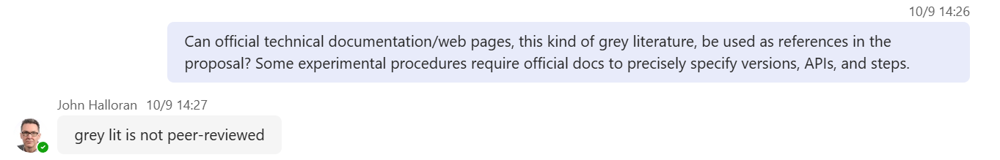 10/9 14:26
Can official technical documentation/web pages, this kind of grey literature, be used as references in the
proposal? Some experimental procedures require official docs to precisely specify versions, APIs, and steps.
John Halloran 10/9 14:27
grey lit is not peer-reviewed